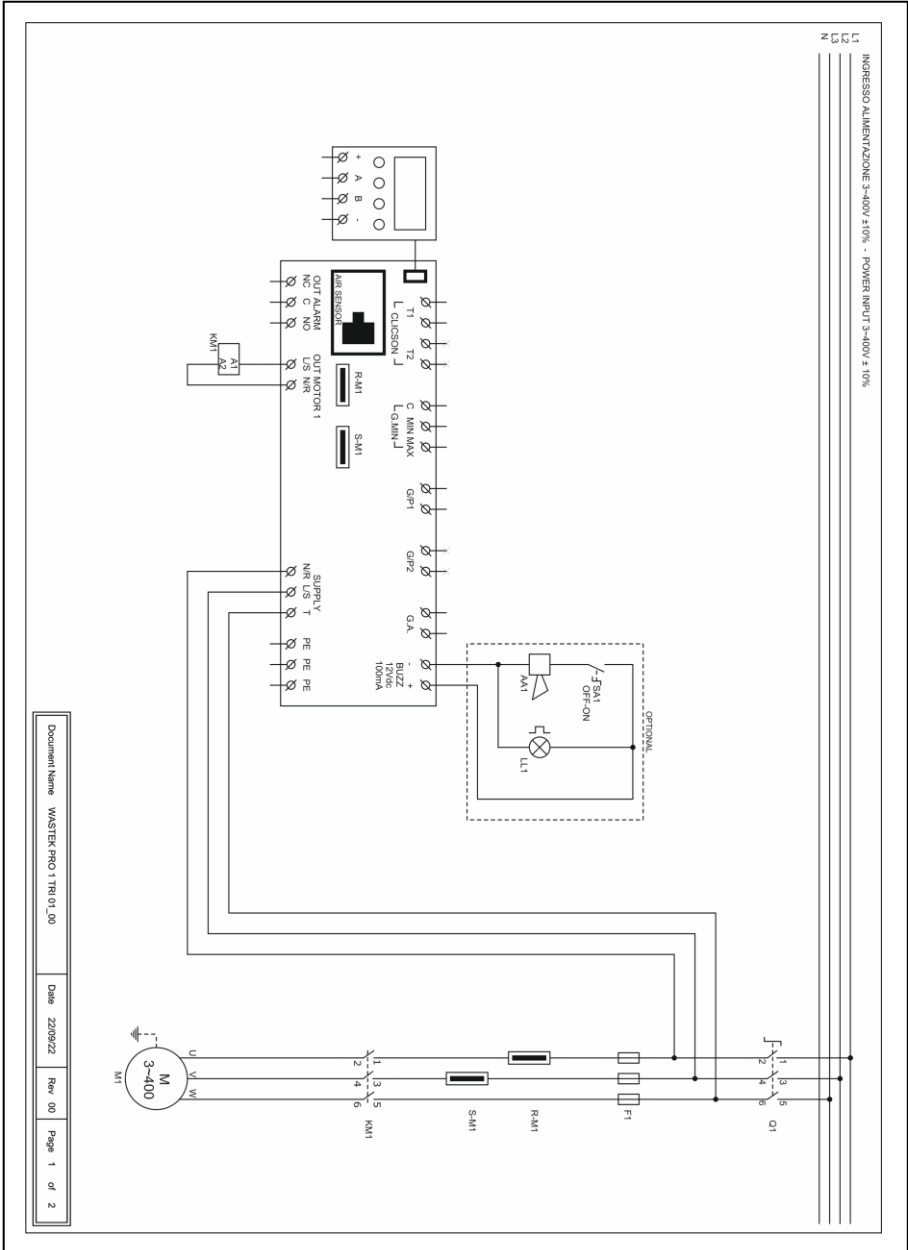 L1
L2
L3
N
INGRESSO ALIMENTAZIONE 3~400V ±10% - POWER INPUT 3~400V ± 10%
+ A B -
AIR SENSOR
NC C NO
OUT ALARM
L/S N/R
OUT MOTOR 1
KM1
A1
A2
R-M1
S-M1
T1 T2
CLICSON
C MIN MAX
G.MIN
G/P1
G/P2
G.A.
N/R L/S T
SUPPLY
PE PE PE
- +
BUZZ
12Vdc
100mA
OPTIONAL
SA1
OFF-ON
AA1
LL1
1 3 5
2 4 6
Q1
F1
R-M1
S-M1
1 3 5
2 4 6
KM1
U V W
M
3~400
M1
Document Name WASTEK PRO 1 TRI 01_00 Date 22/09/22 Rev 00 Page 1 of 2